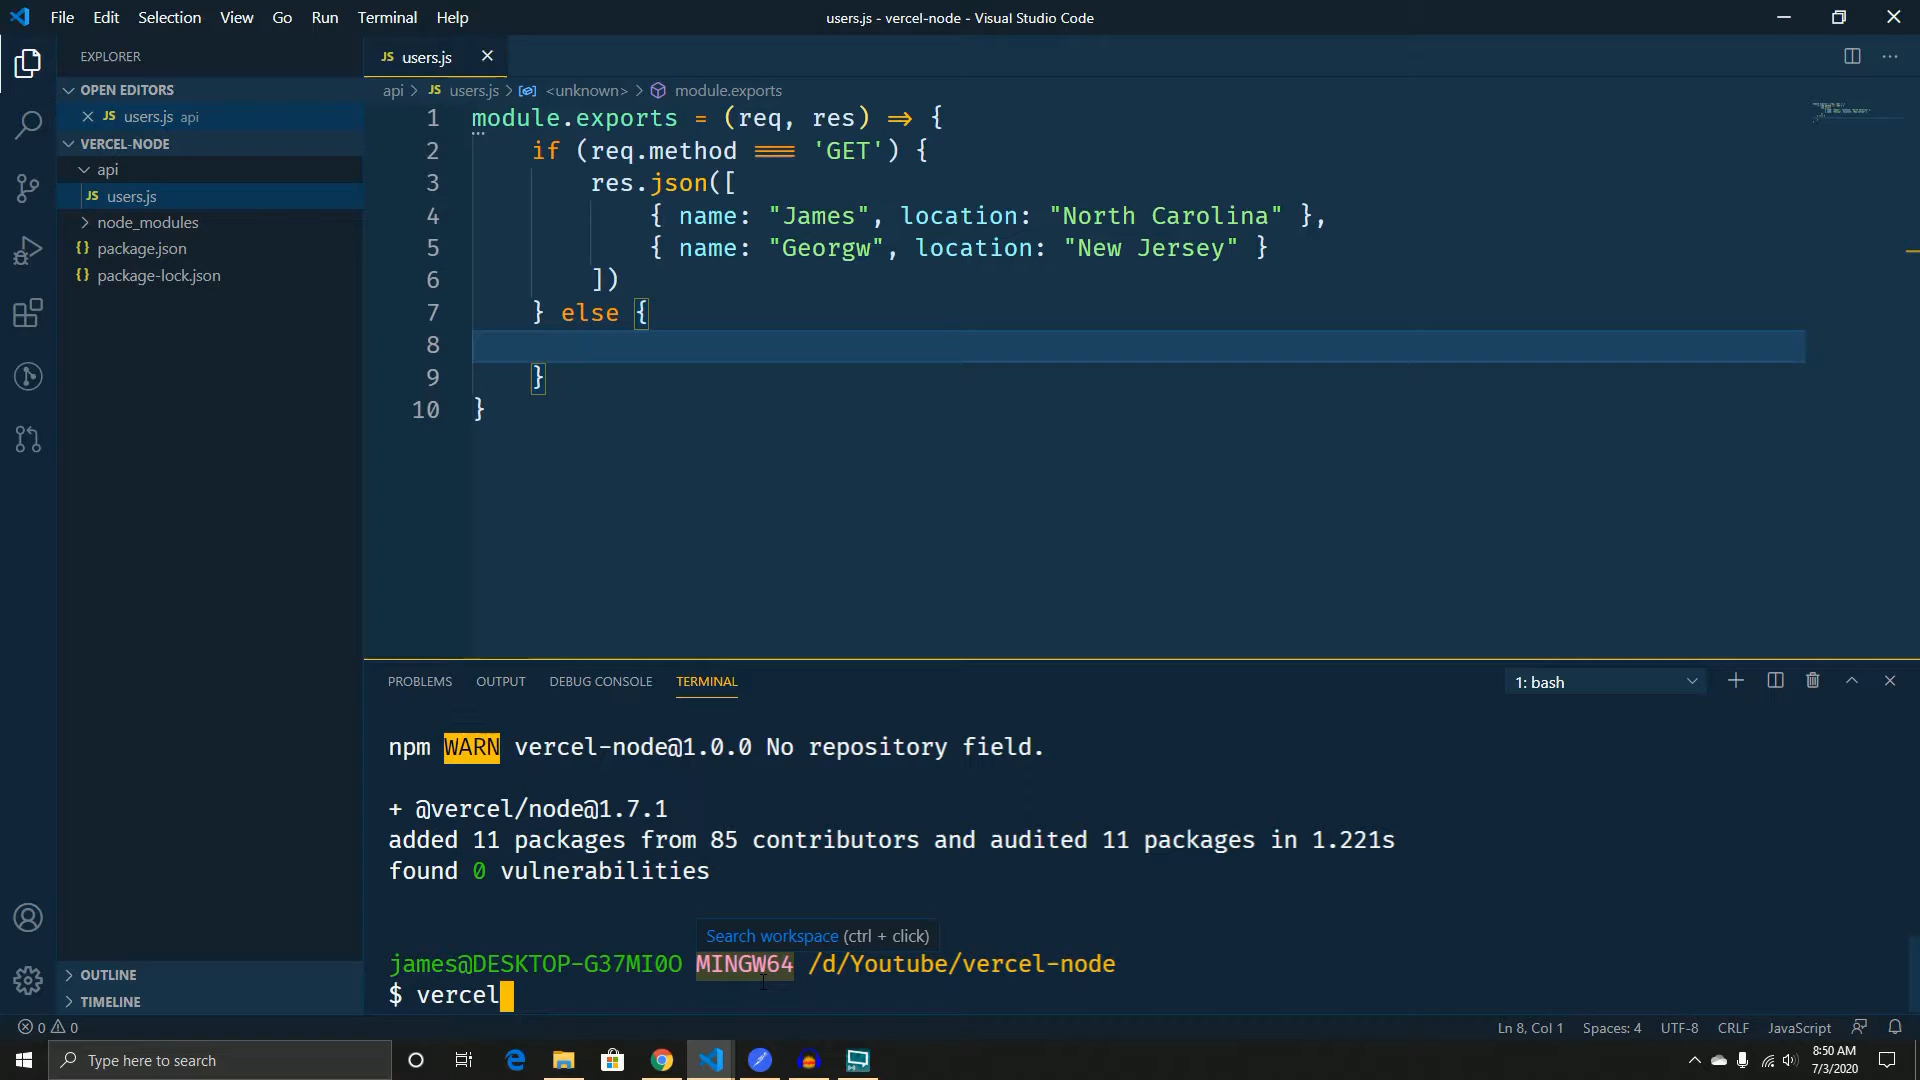 File Edit Selection View Go Run Terminal Help
users.js - vercel-node - Visual Studio Code
EXPLORER
OPEN EDITORS
JS users.js api
VERCEL-NODE
api
JS users.js
node_modules
{} package.json
{} package-lock.json
OUTLINE
TIMELINE
JS users.js
api > JS users.js > <unknown> > module.exports
1 module.exports = (req, res) => {
2 if (req.method === 'GET') {
3 res.json([
4 { name: "James", location: "North Carolina" },
5 { name: "Georgw", location: "New Jersey" }
6 ])
7 } else {
8
9 }
10 }
PROBLEMS OUTPUT DEBUG CONSOLE TERMINAL
1: bash
npm WARN vercel-node@1.0.0 No repository field.
+ @vercel/node@1.7.1
added 11 packages from 85 contributors and audited 11 packages in 1.221s
found 0 vulnerabilities
Search workspace (ctrl + click)
james@DESKTOP-G37MI0O MINGW64 /d/Youtube/vercel-node
$ vercel
0 0
Ln 8, Col 1 Spaces: 4 UTF-8 CRLF JavaScript
Type here to search
8:50 AM
7/3/2020